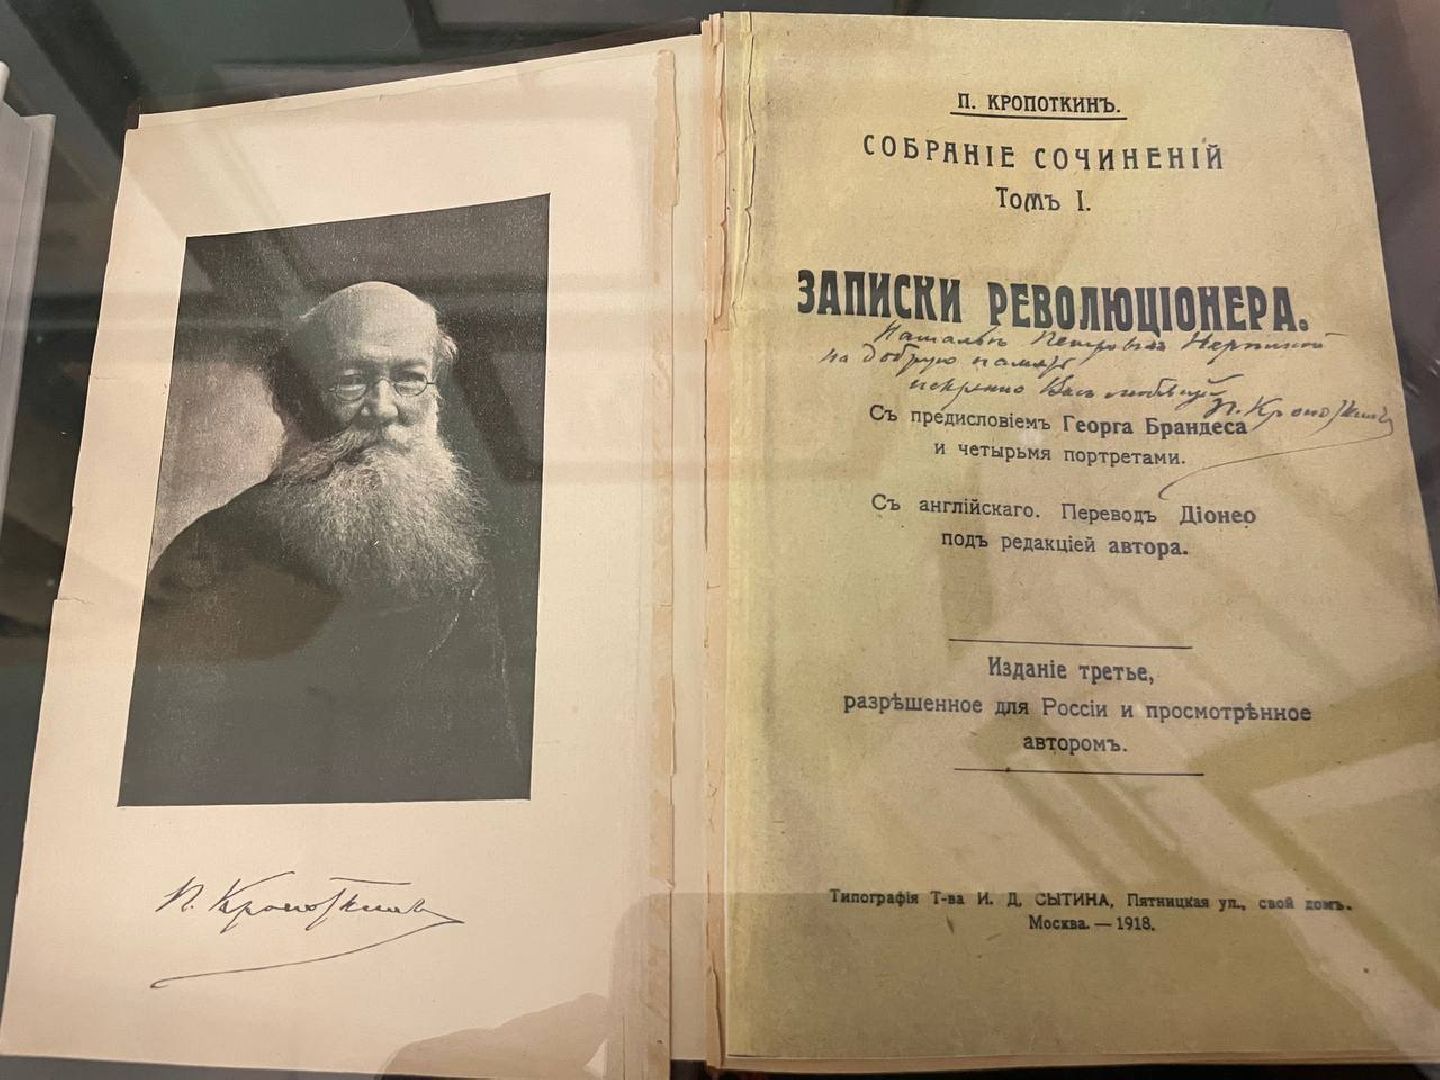 П. Кропоткинъ
П. КРОПОТКИНЪ.
СОБРАНІЕ СОЧИНЕНІЙ
Томъ I.
ЗАПИСКИ РЕВОЛЮЦІОНЕРА.
Натальѣ Петровнѣ
на добрую память
искренно Васъ любящій
П. Кропоткинъ
Съ предисловіемъ Георга Брандеса
и четырьмя портретами.
Съ англійскаго. Переводъ Діонео
подъ редакціей автора.
Изданіе третье,
разрѣшенное для Россіи и просмотрѣнное
авторомъ.
Типографія Т-ва И. Д. СЫТИНА, Пятницкая ул., свой домъ.
Москва. — 1918.